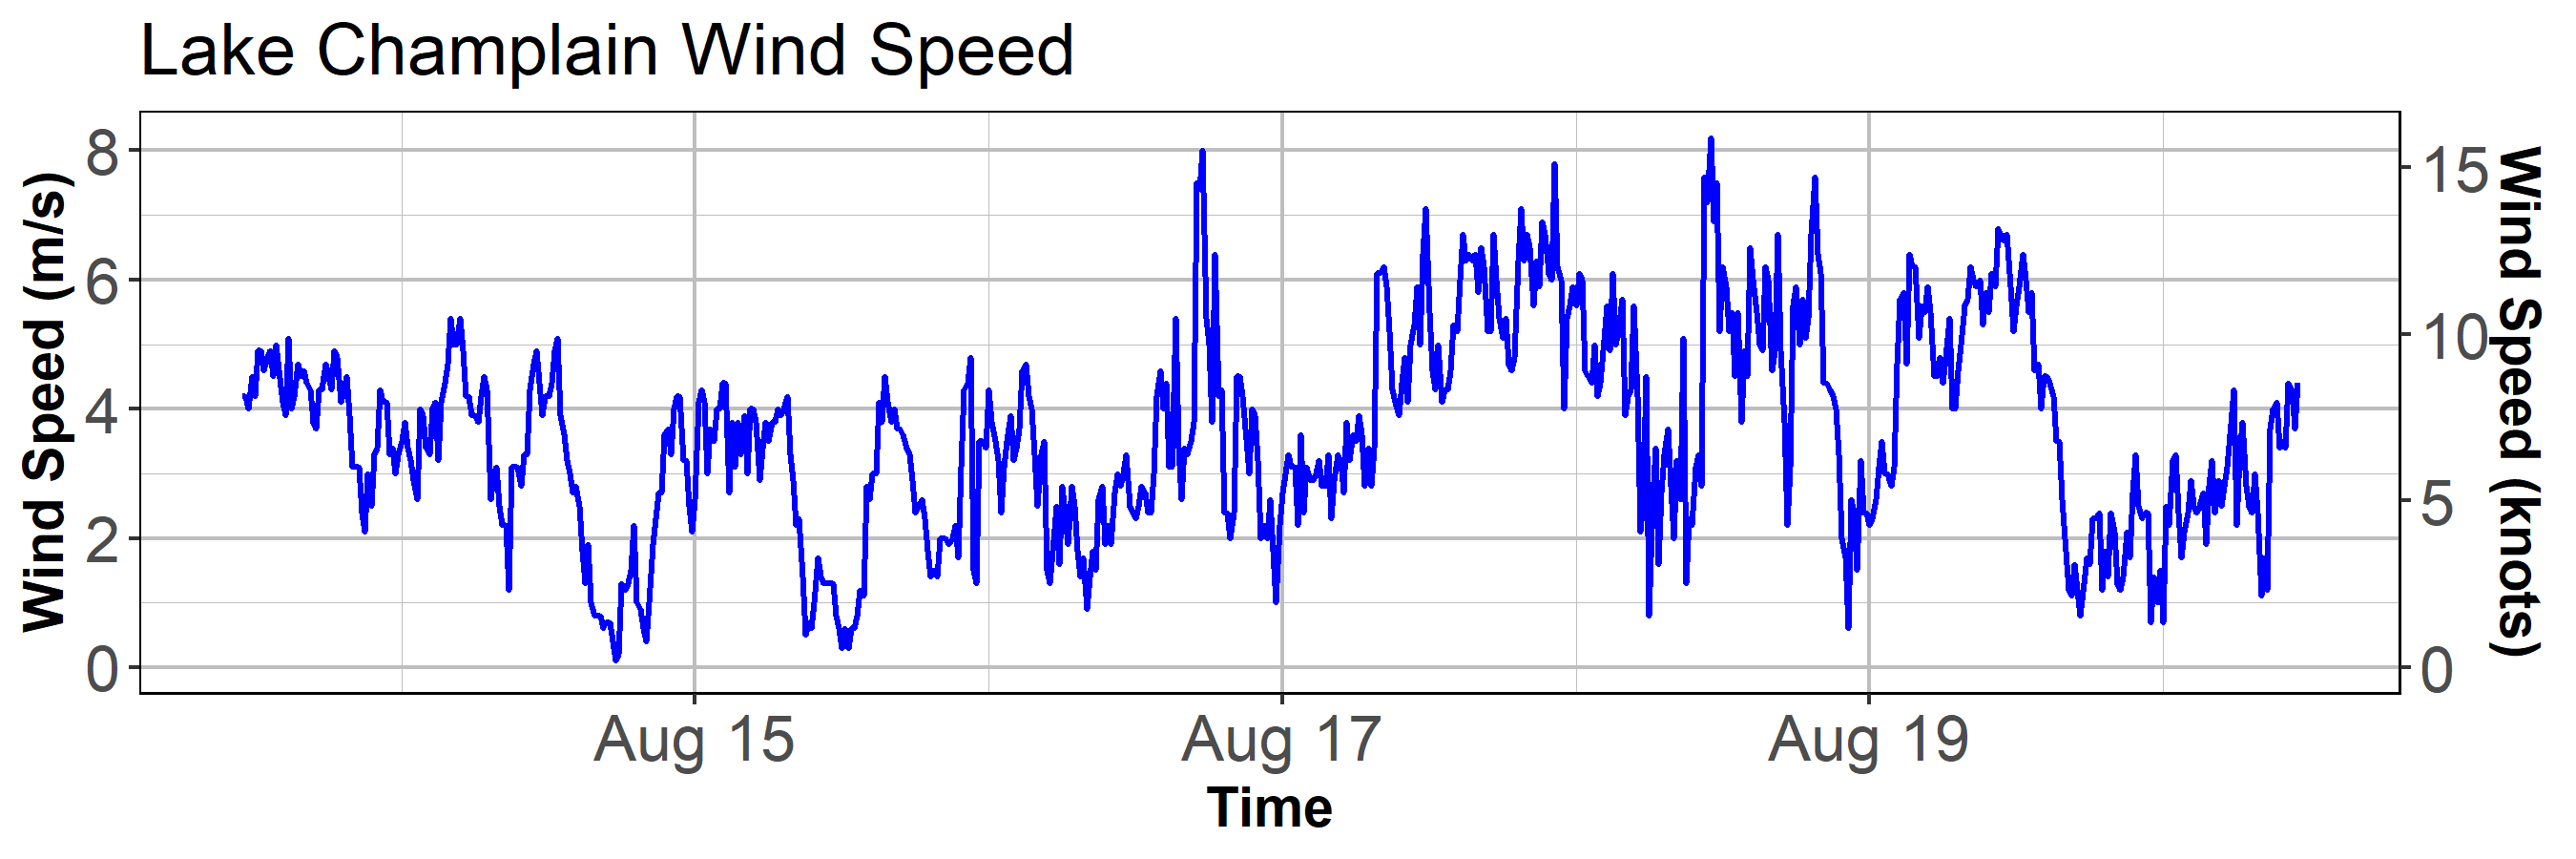 Lake Champlain Wind Speed
Wind Speed (m/s)
8
6
4
2
0
15
10
5
0
Wind Speed (knots)
Aug 15
Aug 17
Aug 19
Time